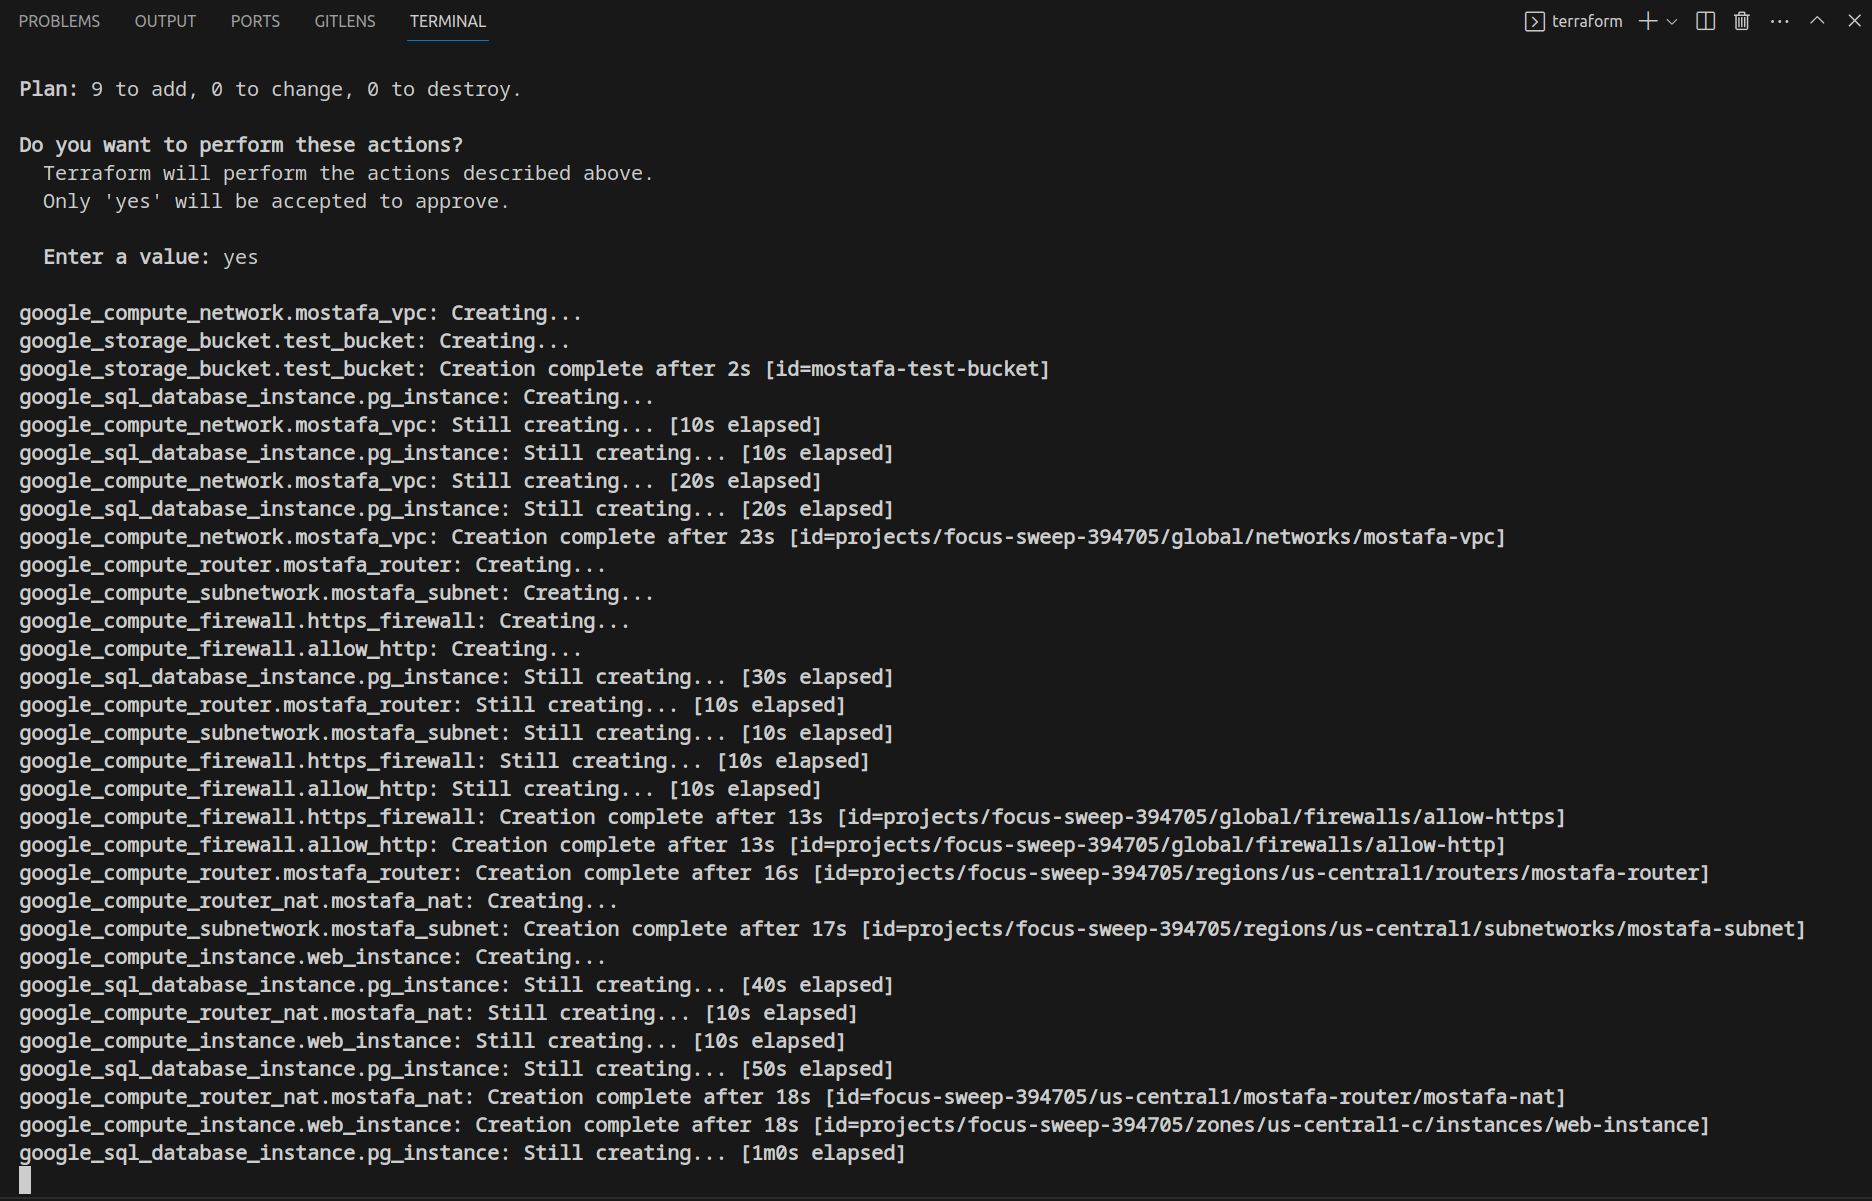 PROBLEMS OUTPUT PORTS GITLENS TERMINAL terraform
Plan: 9 to add, 0 to change, 0 to destroy.
Do you want to perform these actions?
Terraform will perform the actions described above.
Only 'yes' will be accepted to approve.
Enter a value: yes
google_compute_network.mostafa_vpc: Creating...
google_storage_bucket.test_bucket: Creating...
google_storage_bucket.test_bucket: Creation complete after 2s [id=mostafa-test-bucket]
google_sql_database_instance.pg_instance: Creating...
google_compute_network.mostafa_vpc: Still creating... [10s elapsed]
google_sql_database_instance.pg_instance: Still creating... [10s elapsed]
google_compute_network.mostafa_vpc: Still creating... [20s elapsed]
google_sql_database_instance.pg_instance: Still creating... [20s elapsed]
google_compute_network.mostafa_vpc: Creation complete after 23s [id=projects/focus-sweep-394705/global/networks/mostafa-vpc]
google_compute_router.mostafa_router: Creating...
google_compute_subnetwork.mostafa_subnet: Creating...
google_compute_firewall.https_firewall: Creating...
google_compute_firewall.allow_http: Creating...
google_sql_database_instance.pg_instance: Still creating... [30s elapsed]
google_compute_router.mostafa_router: Still creating... [10s elapsed]
google_compute_subnetwork.mostafa_subnet: Still creating... [10s elapsed]
google_compute_firewall.https_firewall: Still creating... [10s elapsed]
google_compute_firewall.allow_http: Still creating... [10s elapsed]
google_compute_firewall.https_firewall: Creation complete after 13s [id=projects/focus-sweep-394705/global/firewalls/allow-https]
google_compute_firewall.allow_http: Creation complete after 13s [id=projects/focus-sweep-394705/global/firewalls/allow-http]
google_compute_router.mostafa_router: Creation complete after 16s [id=projects/focus-sweep-394705/regions/us-central1/routers/mostafa-router]
google_compute_router_nat.mostafa_nat: Creating...
google_compute_subnetwork.mostafa_subnet: Creation complete after 17s [id=projects/focus-sweep-394705/regions/us-central1/subnetworks/mostafa-subnet]
google_compute_instance.web_instance: Creating...
google_sql_database_instance.pg_instance: Still creating... [40s elapsed]
google_compute_router_nat.mostafa_nat: Still creating... [10s elapsed]
google_compute_instance.web_instance: Still creating... [10s elapsed]
google_sql_database_instance.pg_instance: Still creating... [50s elapsed]
google_compute_router_nat.mostafa_nat: Creation complete after 18s [id=focus-sweep-394705/us-central1/mostafa-router/mostafa-nat]
google_compute_instance.web_instance: Creation complete after 18s [id=projects/focus-sweep-394705/zones/us-central1-c/instances/web-instance]
google_sql_database_instance.pg_instance: Still creating... [1m0s elapsed]